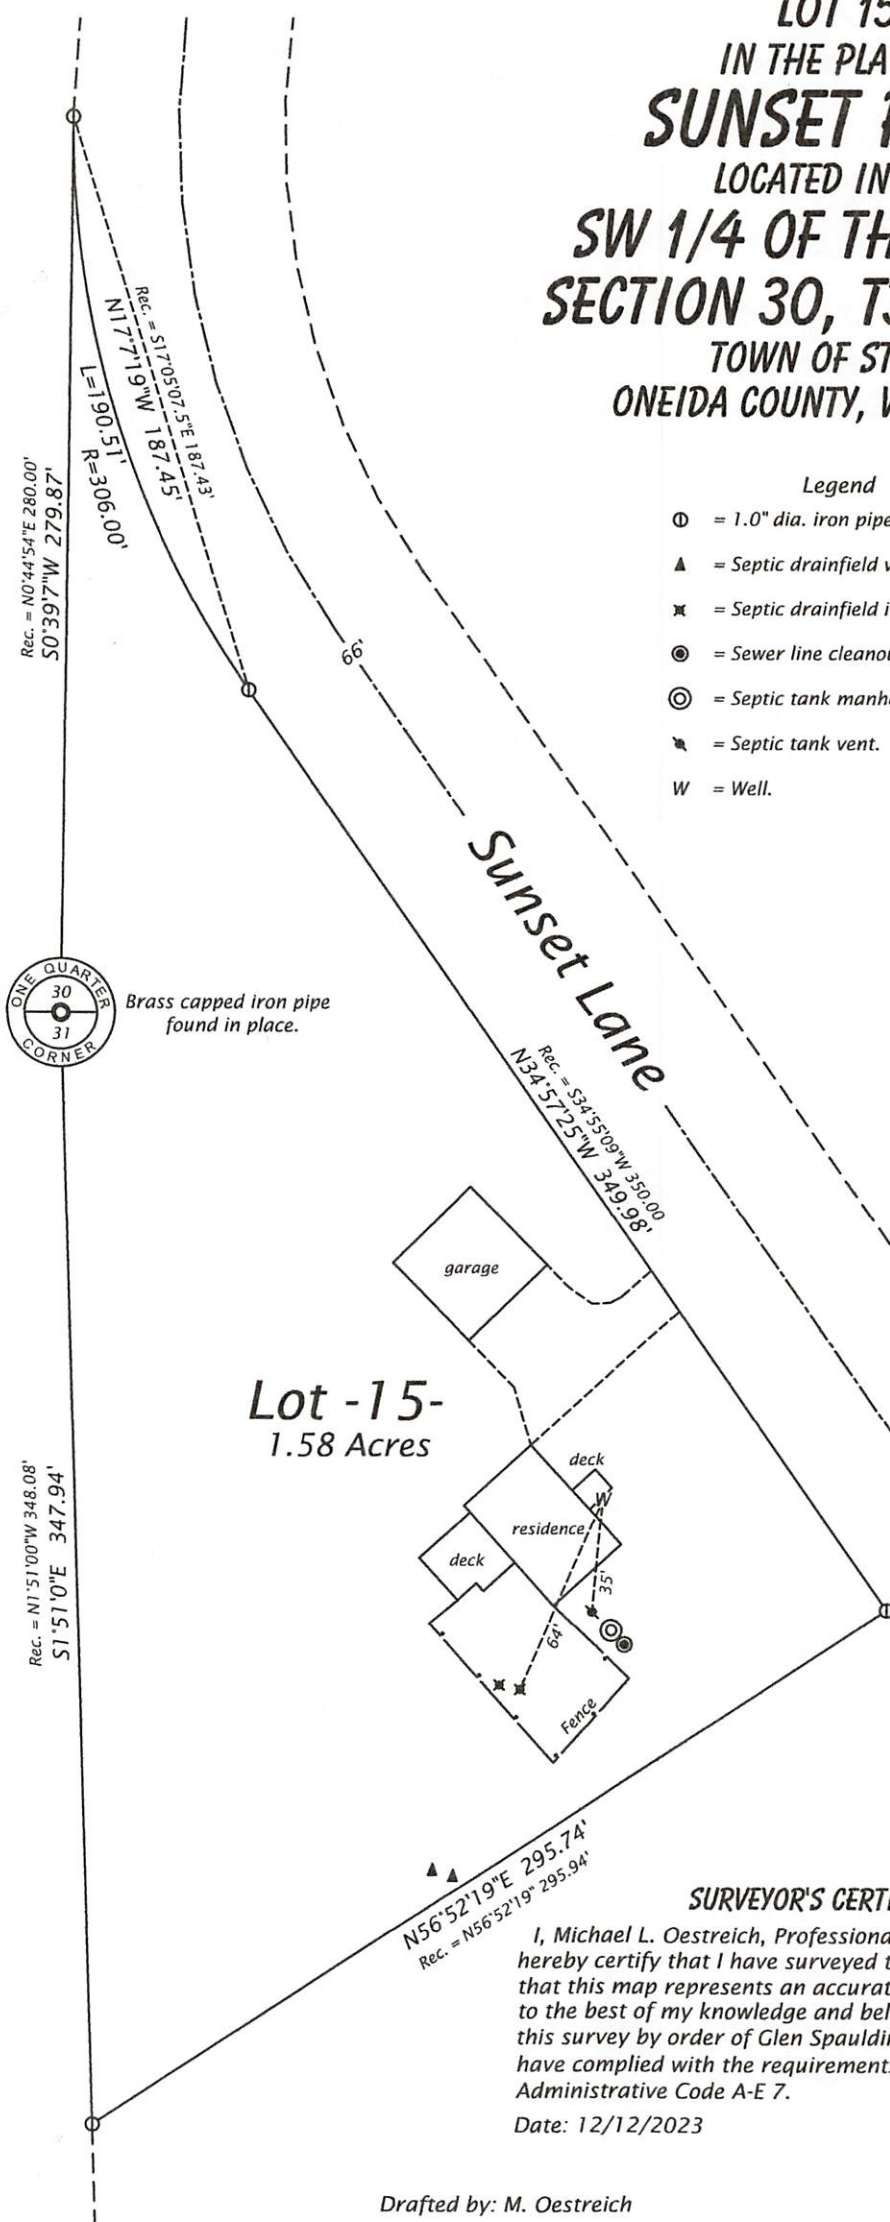 LOT 15
IN THE PLA
SUNSET
LOCATED IN
SW 1/4 OF TH
SECTION 30, T
TOWN OF ST
ONEIDA COUNTY, W
Legend
= 1.0" dia. iron pipe
= Septic drainfield v
= Septic drainfield i
= Sewer line cleanou
= Septic tank manh
= Septic tank vent.
W = Well.
Rec. = S17°05'07.5"E 187.43'
N17°7'19"W 187.45'
L=190.51'
R=306.00'
Rec. = N0°44'54"E 280.00'
S0°39'7"W 279.87'
66'
Sunset Lane
ONE QUARTER
30
31
CORNER
Brass capped iron pipe
found in place.
Rec. = S34°55'09"W 350.00
N34°57'25"W 349.98'
garage
Lot -15-
1.58 Acres
deck
W
residence
deck
35'
64'
Fence
Rec. = N1°51'00"W 348.08'
S1°51'0"E 347.94'
N56°52'19"E 295.74'
Rec. = N56°52'19" 295.94'
SURVEYOR'S CERT
I, Michael L. Oestreich, Professiona
hereby certify that I have surveyed t
that this map represents an accurat
to the best of my knowledge and bel
this survey by order of Glen Spauldin
have complied with the requirement
Administrative Code A-E 7.
Date: 12/12/2023
Drafted by: M. Oestreich